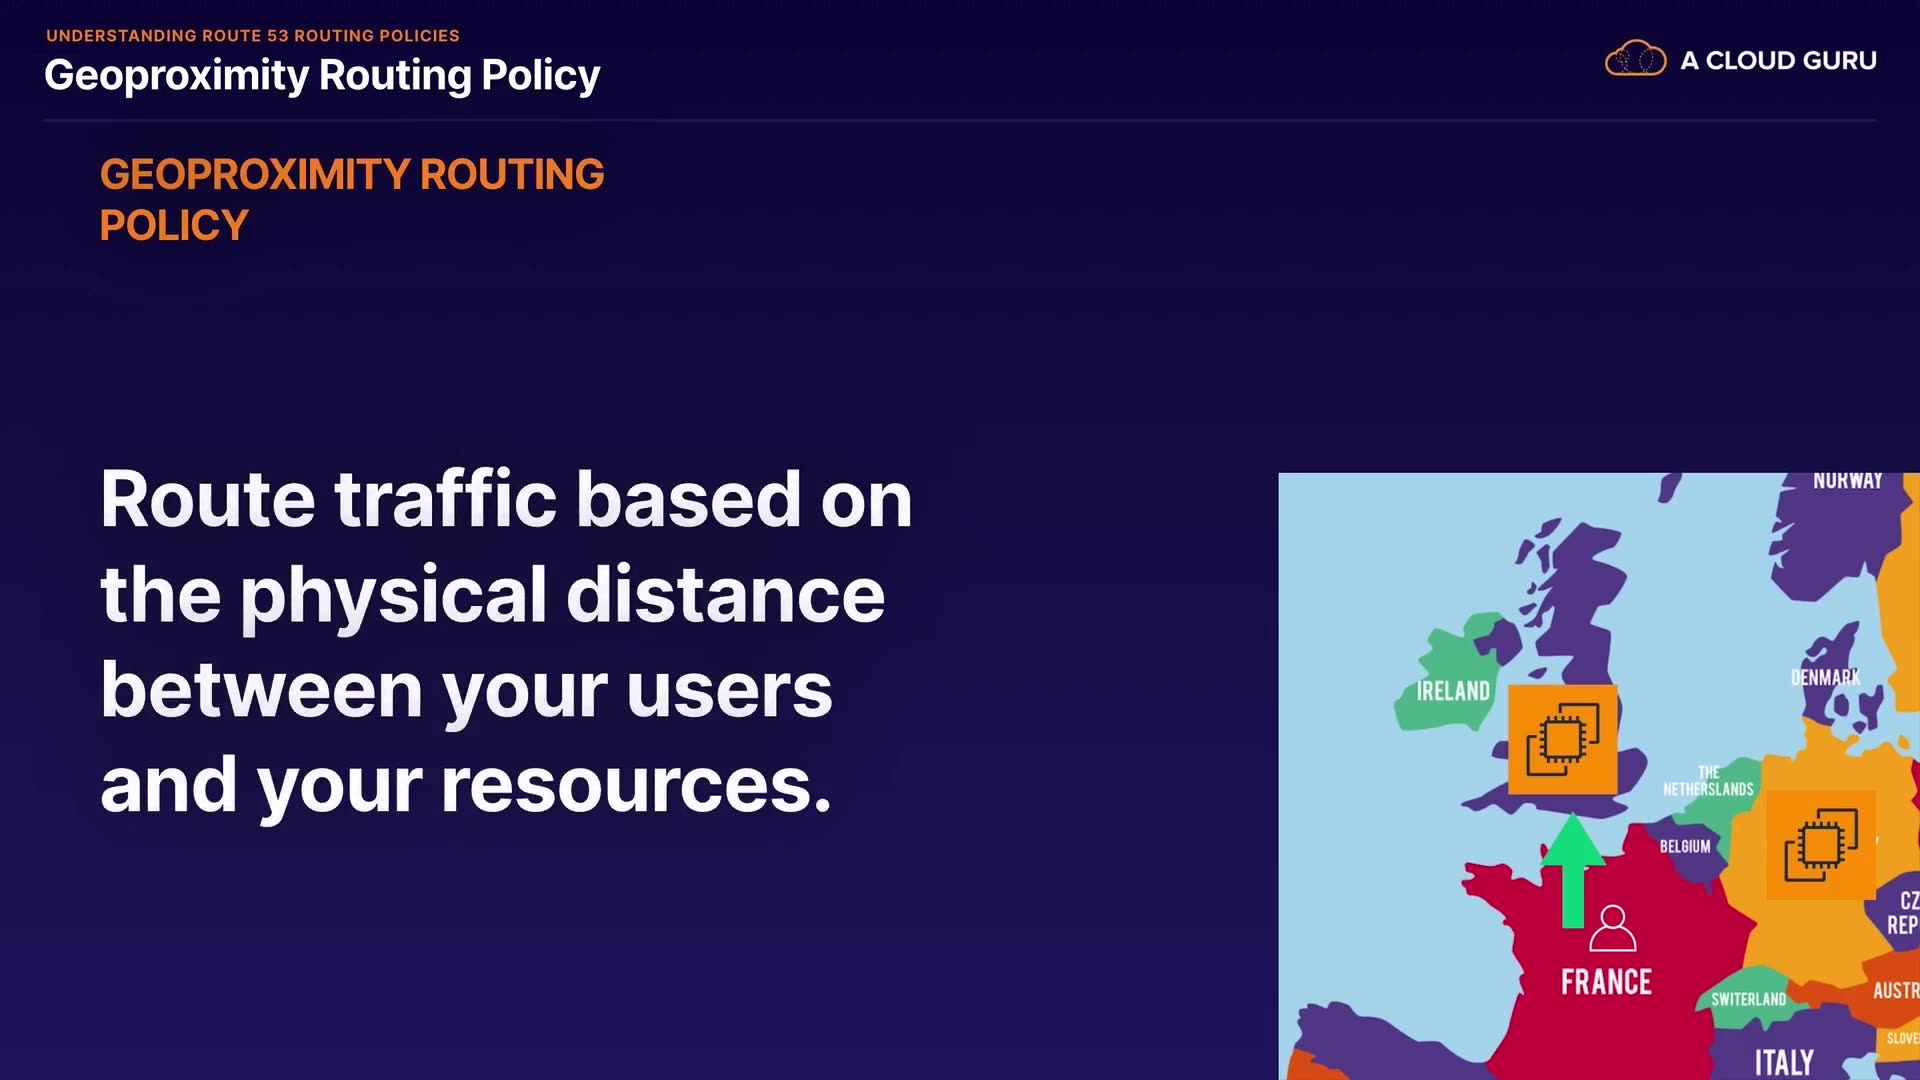 UNDERSTANDING ROUTE 53 ROUTING POLICIES
Geoproximity Routing Policy
A CLOUD GURU
GEOPROXIMITY ROUTING
POLICY
Route traffic based on
the physical distance
between your users
and your resources.
NORWAY
IRELAND
DENMARK
THE
NETHERSLANDS
BELGIUM
CZ
REP
FRANCE
SWITERLAND
AUSTR
SLOVE
ITALY